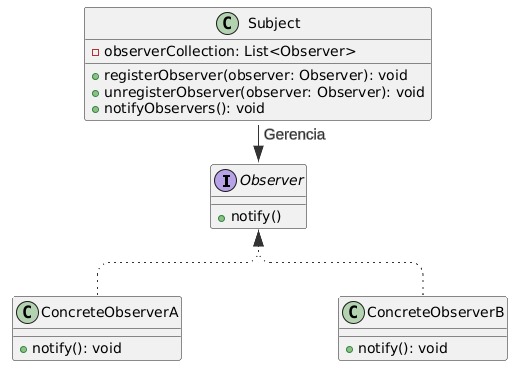 C Subject
observerCollection: List<Observer>
registerObserver(observer: Observer): void
unregisterObserver(observer: Observer): void
notifyObservers(): void
Gerencia
I Observer
notify()
C ConcreteObserverA
notify(): void
C ConcreteObserverB
notify(): void